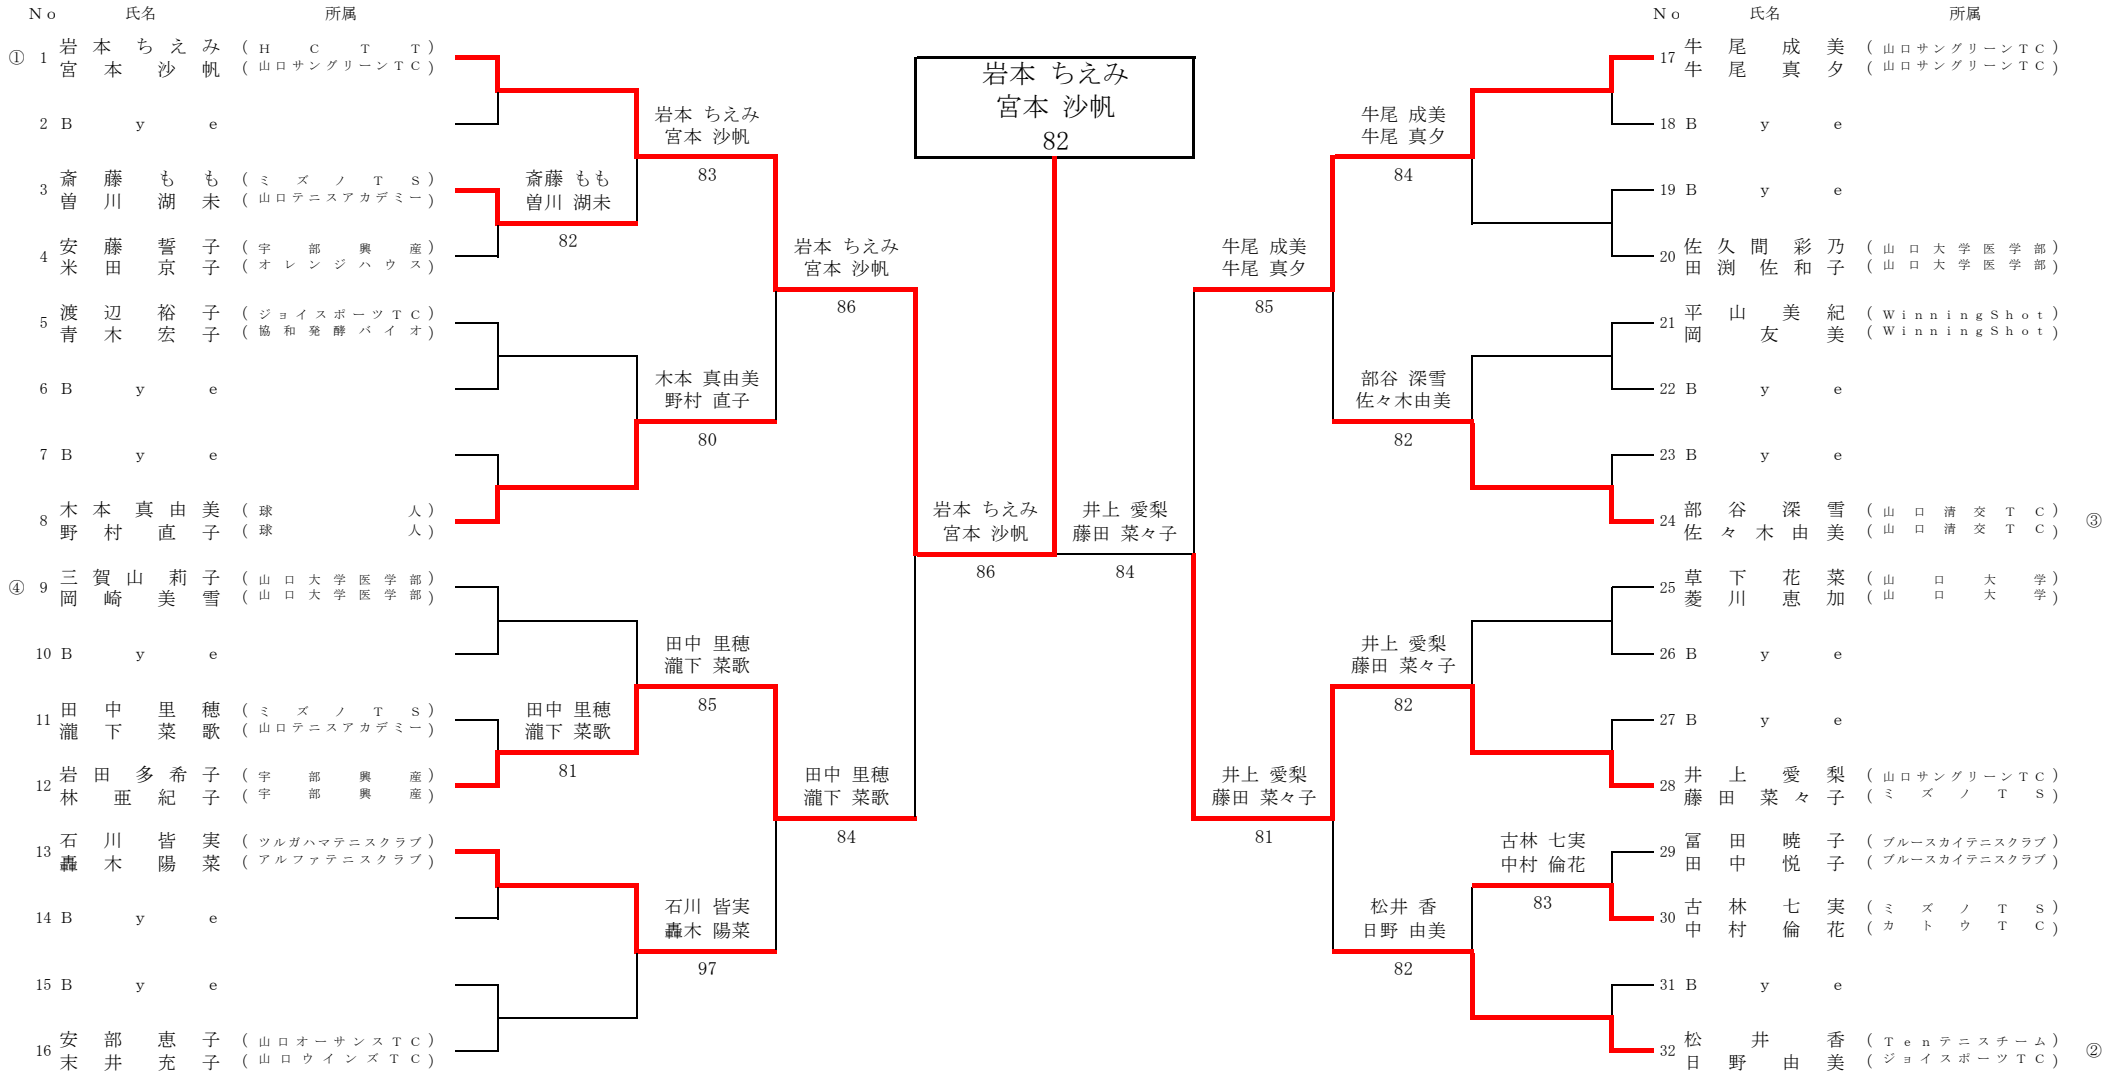 No 氏名 所属
① 1 岩本 ちえみ (HCTT)
宮本 沙帆 (山口サングリーンTC)
2 Bye
3 斎藤 もも (ミズノTS)
曽川 湖未 (山口テニスアカデミー)
4 安藤 誓子 (宇部興産)
米田 京子 (オレンジハウス)
5 渡辺 裕子 (ジョイスポーツTC)
青木 宏子 (協和発酵バイオ)
6 Bye
7 Bye
8 木本 真由美 (球人)
野村 直子 (球人)
④ 9 三賀山 莉子 (山口大学医学部)
岡崎 美雪 (山口大学医学部)
10 Bye
11 田中 里穂 (ミズノTS)
瀧下 菜歌 (山口テニスアカデミー)
12 岩田 多希子 (宇部興産)
林 亜紀子 (宇部興産)
13 石川 皆実 (ツルガハマテニスクラブ)
轟木 陽菜 (アルファテニスクラブ)
14 Bye
15 Bye
16 安部 恵子 (山口オーサンスTC)
末井 充子 (山口ウインズTC)
斎藤 もも
曽川 湖未
82
田中 里穂
瀧下 菜歌
81
岩本 ちえみ
宮本 沙帆
83
木本 真由美
野村 直子
80
田中 里穂
瀧下 菜歌
85
石川 皆実
轟木 陽菜
97
岩本 ちえみ
宮本 沙帆
86
田中 里穂
瀧下 菜歌
84
岩本 ちえみ
宮本 沙帆
86
岩本 ちえみ
宮本 沙帆
82
井上 愛梨
藤田 菜々子
84
牛尾 成美
牛尾 真夕
85
井上 愛梨
藤田 菜々子
81
牛尾 成美
牛尾 真夕
84
部谷 深雪
佐々木由美
82
井上 愛梨
藤田 菜々子
82
松井 香
日野 由美
82
古林 七実
中村 倫花
83
No 氏名 所属
17 牛尾 成美 (山口サングリーンTC)
牛尾 真夕 (山口サングリーンTC)
18 Bye
19 Bye
20 佐久間 彩乃 (山口大学医学部)
田渕 佐和子 (山口大学医学部)
21 平山 美紀 (WinningShot)
岡 友美 (WinningShot)
22 Bye
23 Bye
24 部谷 深雪 (山口清交TC) ③
佐々木由美 (山口清交TC)
25 草下 花菜 (山口大学)
菱川 恵加 (山口大学)
26 Bye
27 Bye
28 井上 愛梨 (山口サングリーンTC)
藤田 菜々子 (ミズノTS)
29 冨田 暁子 (ブルースカイテニスクラブ)
田中 悦子 (ブルースカイテニスクラブ)
30 古林 七実 (ミズノTS)
中村 倫花 (カトウTC)
31 Bye
32 松井 香 (Tenテニスチーム) ②
日野 由美 (ジョイスポーツTC)